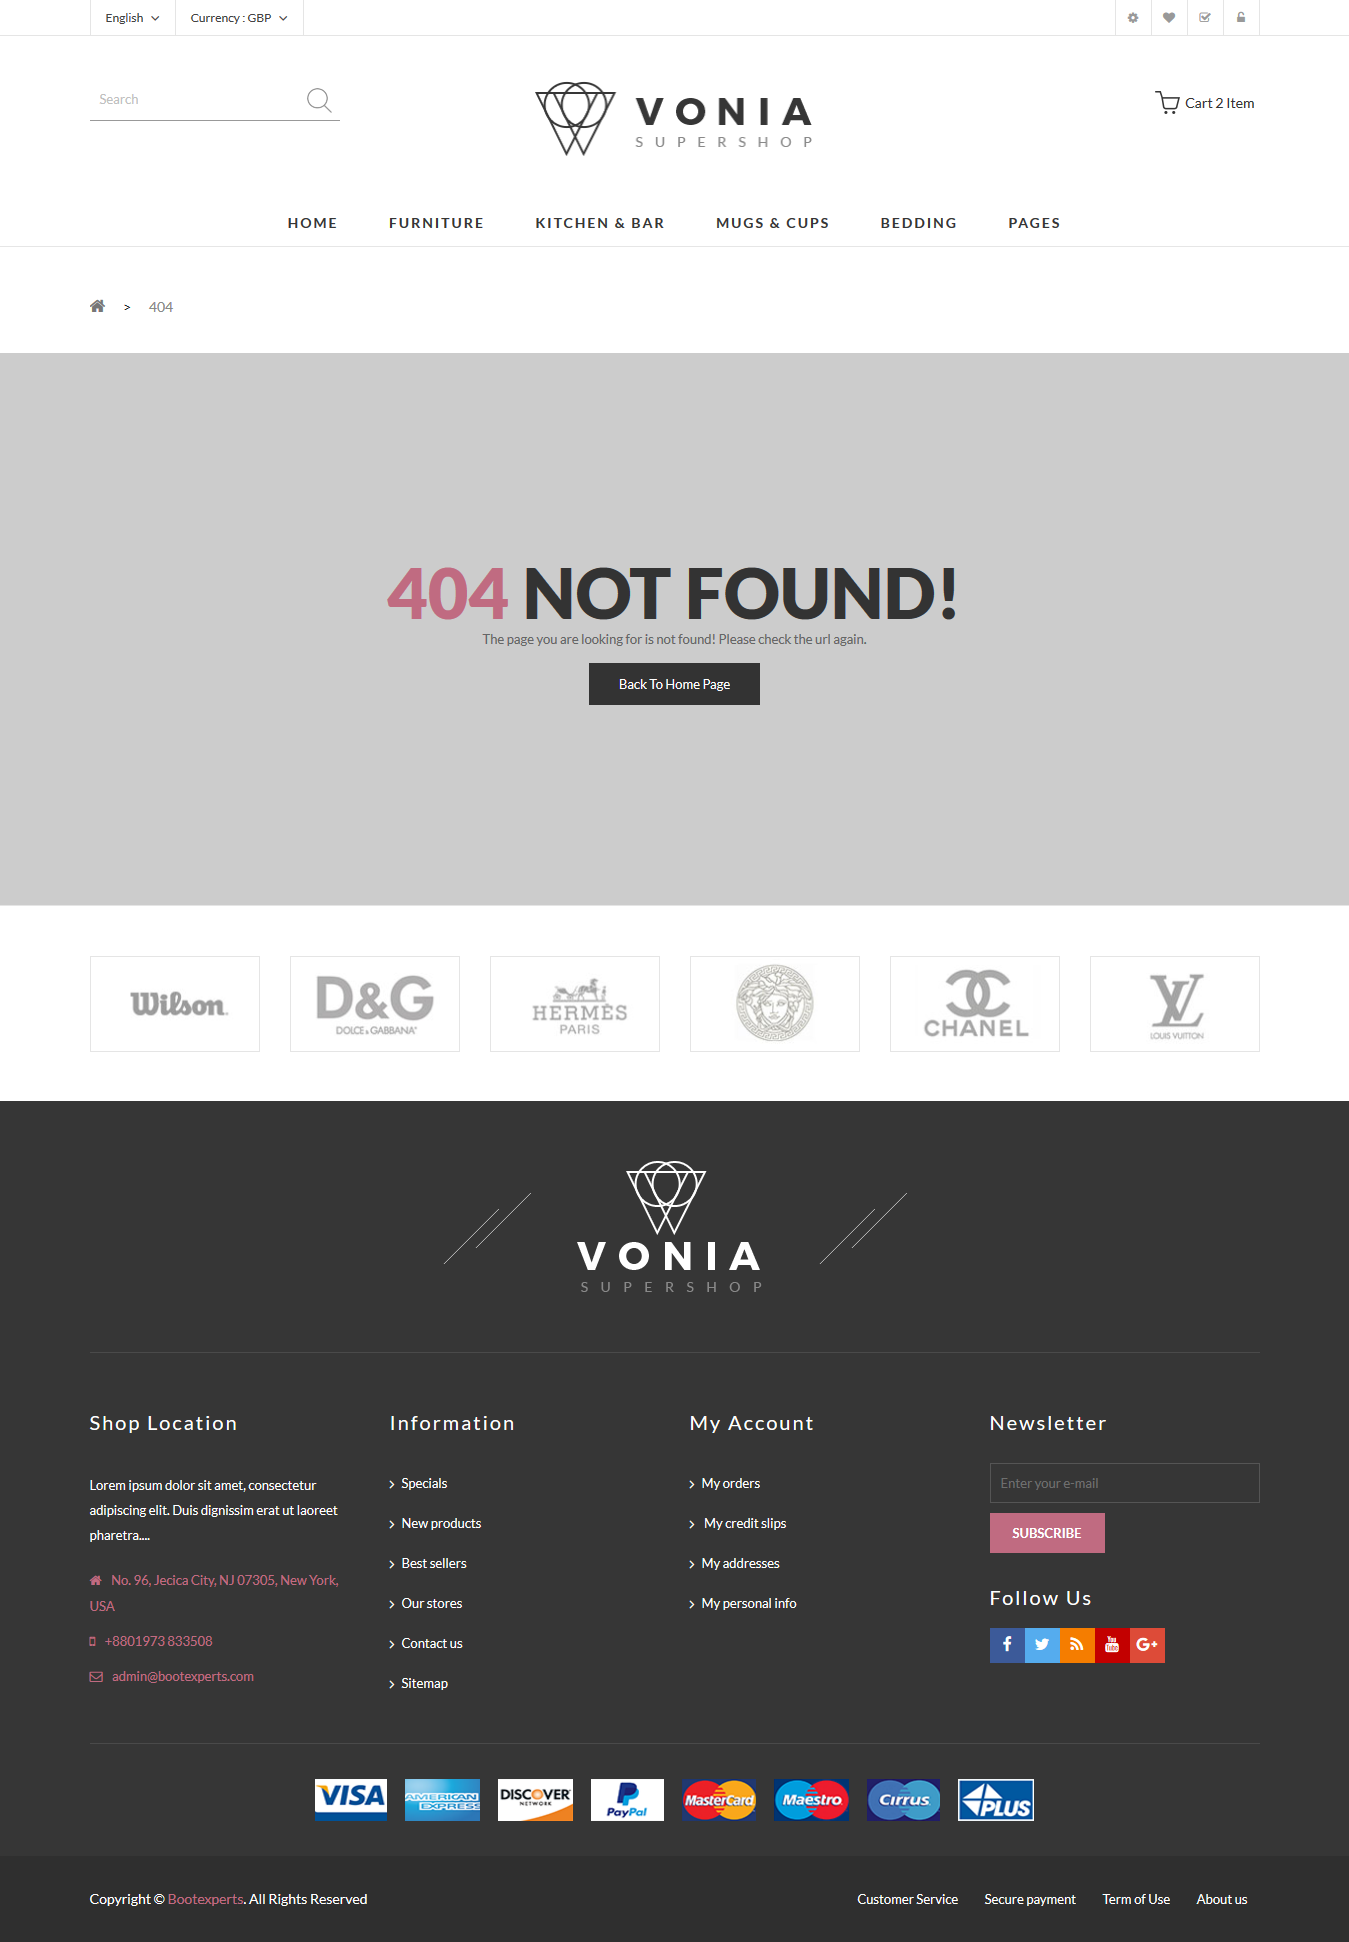 English
Currency : GBP
Search
VONIA
SUPERSHOP
Cart 2 Item
HOME
FURNITURE
KITCHEN & BAR
MUGS & CUPS
BEDDING
PAGES
> 404
404 NOT FOUND!
The page you are looking for is not found! Please check the url again.
Back To Home Page
Wilson
D&G
DOLCE & GABBANA
HERMÈS
PARIS
CHANEL
LOUIS VUITTON
VONIA
SUPERSHOP
Shop Location
Lorem ipsum dolor sit amet, consectetur
adipiscing elit. Duis dignissim erat ut laoreet
pharetra....
No. 96, Jecica City, NJ 07305, New York,
USA
+8801973 833508
admin@bootexperts.com
Information
Specials
New products
Best sellers
Our stores
Contact us
Sitemap
My Account
My orders
My credit slips
My addresses
My personal info
Newsletter
Enter your e-mail
SUBSCRIBE
Follow Us
f
You
Tube
G+
VISA
AMERICAN
EXPRESS
DISCOVER
NETWORK
PayPal
MasterCard
Maestro
Cirrus
PLUS
Copyright © Bootexperts. All Rights Reserved
Customer Service
Secure payment
Term of Use
About us